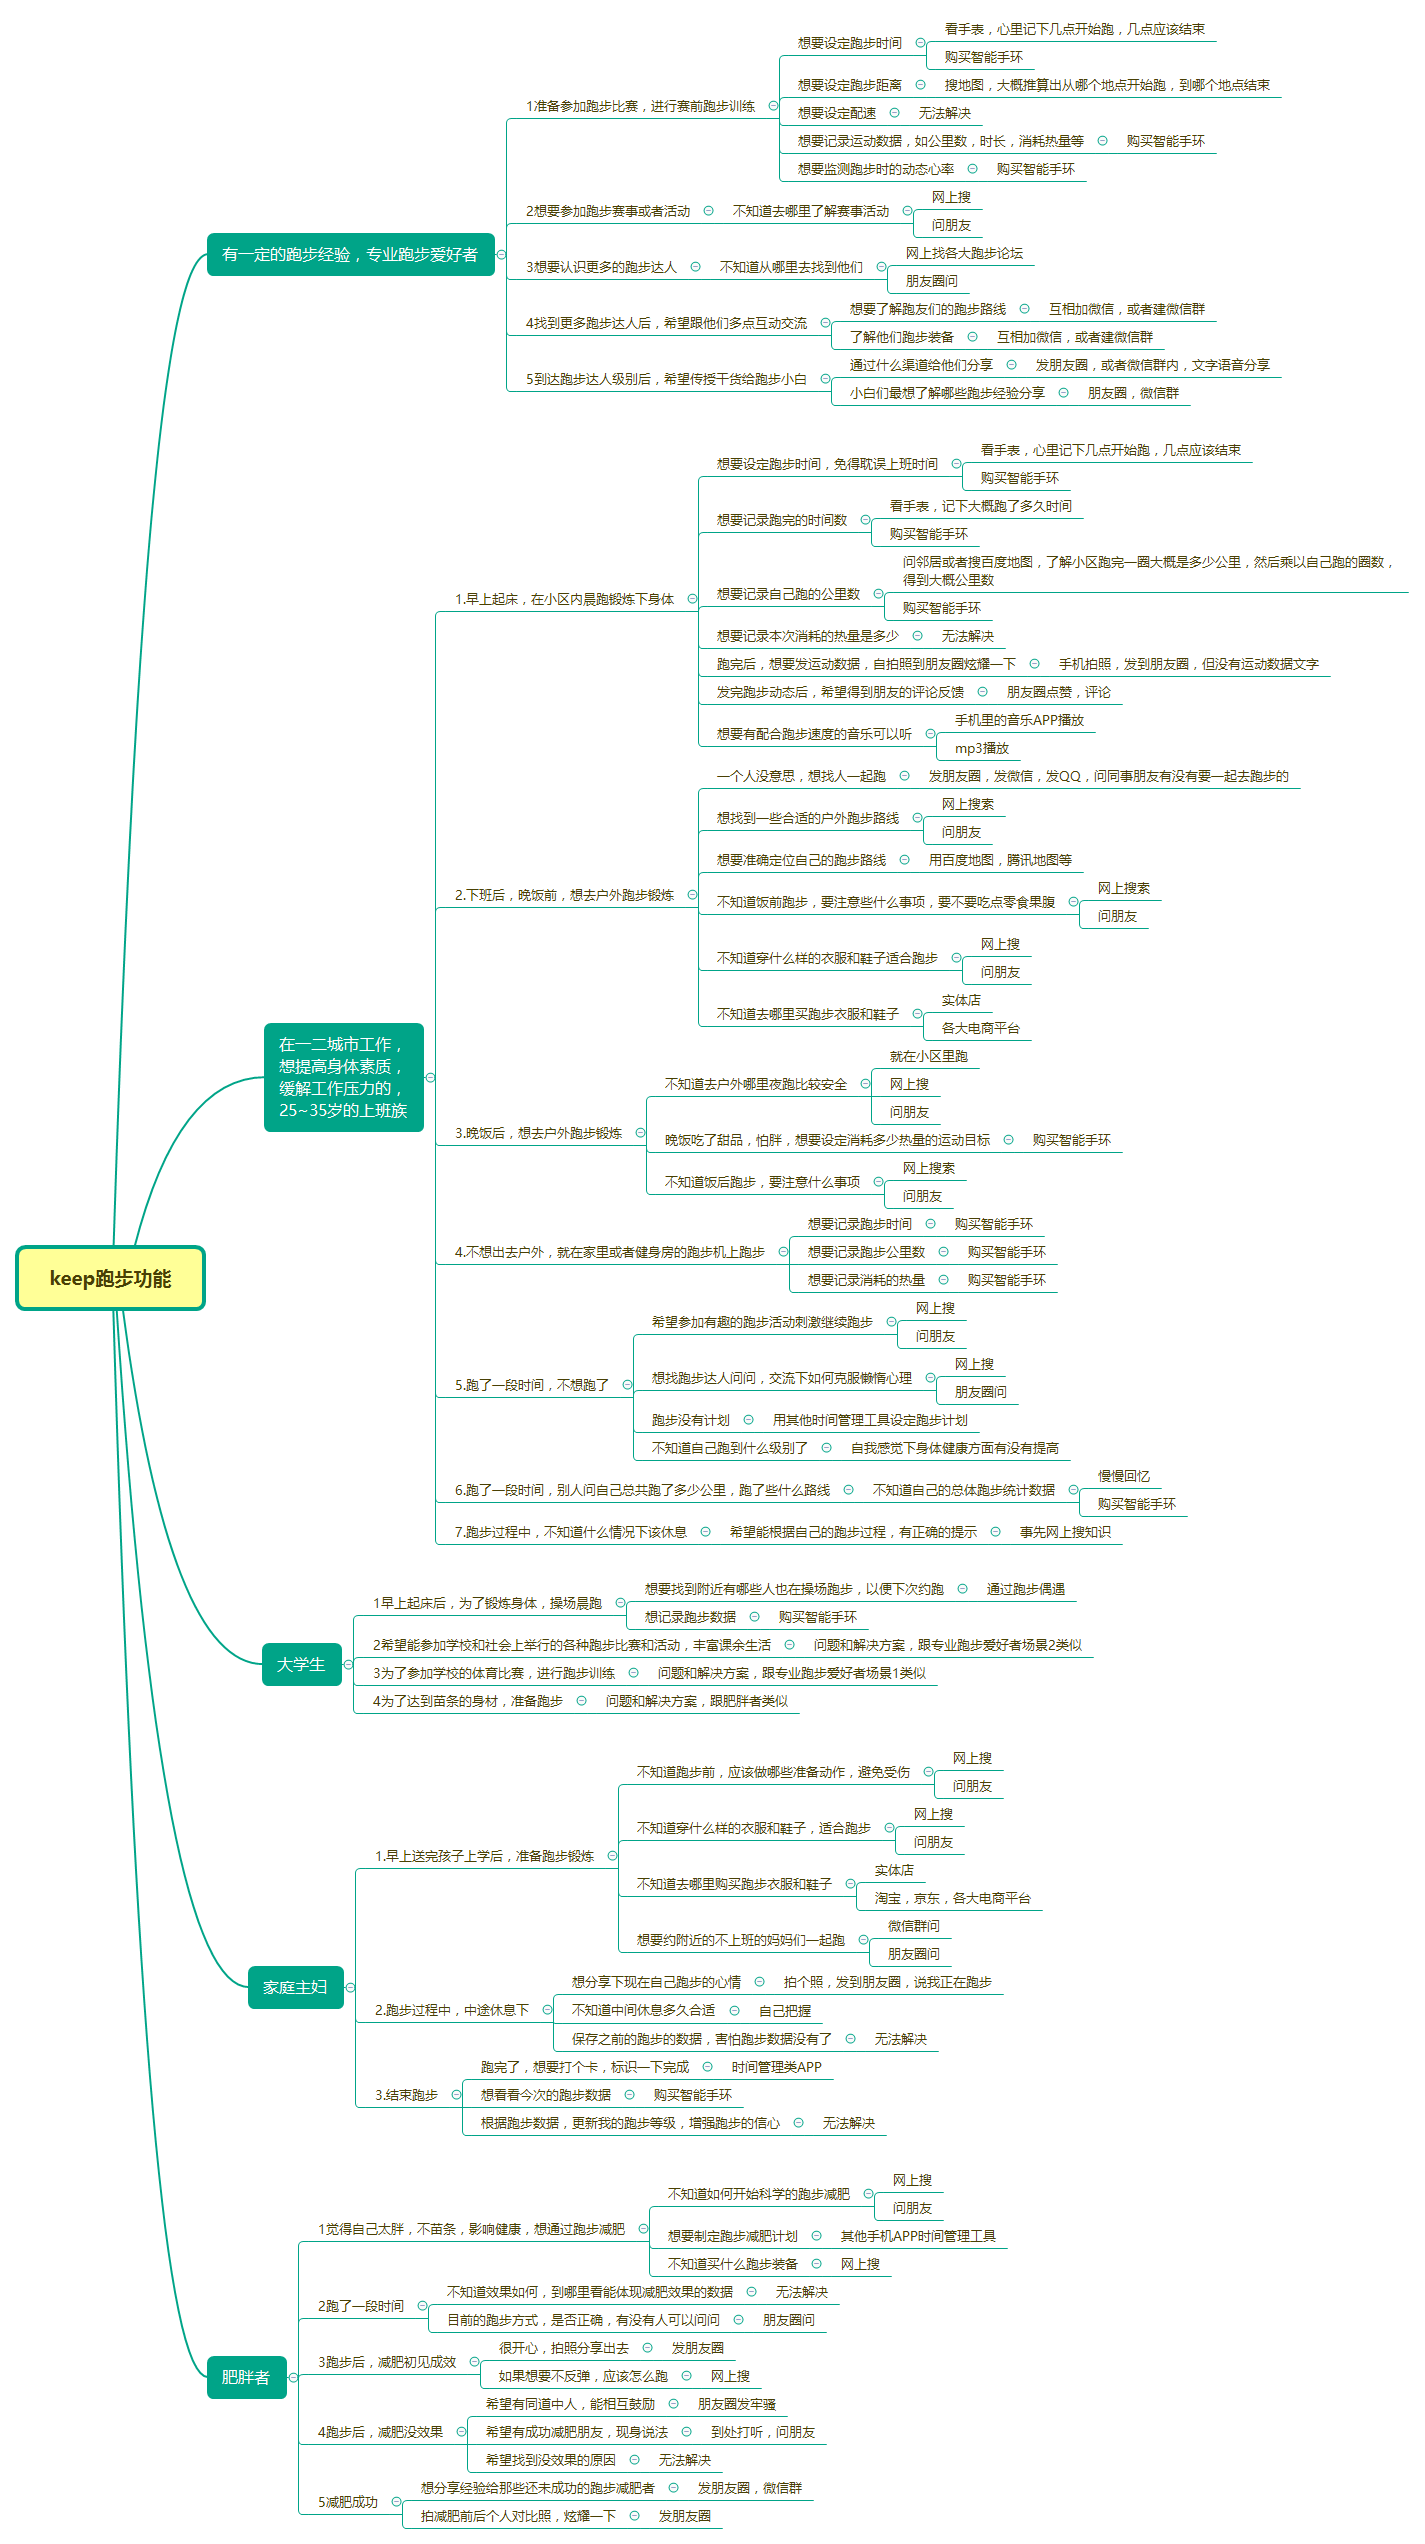 keep跑步功能
有一定的跑步经验，专业跑步爱好者
1准备参加跑步比赛，进行赛前跑步训练
想要设定跑步时间
看手表，心里记下几点开始跑，几点应该结束
购买智能手环
想要设定跑步距离
搜地图，大概推算出从哪个地点开始跑，到哪个地点结束
想要设定配速
无法解决
想要记录运动数据，如公里数，时长，消耗热量等
购买智能手环
想要监测跑步时的动态心率
购买智能手环
2想要参加跑步赛事或者活动
不知道去哪里了解赛事活动
网上搜
问朋友
3想要认识更多的跑步达人
不知道从哪里去找到他们
网上找各大跑步论坛
朋友圈问
4找到更多跑步达人后，希望跟他们多点互动交流
想要了解跑友们的跑步路线
互相加微信，或者建微信群
了解他们跑步装备
互相加微信，或者建微信群
5到达跑步达人级别后，希望传授干货给跑步小白
通过什么渠道给他们分享
发朋友圈，或者微信群内，文字语音分享
小白们最想了解哪些跑步经验分享
朋友圈，微信群
在一二城市工作，
想提高身体素质，
缓解工作压力的，
25~35岁的上班族
1.早上起床，在小区内晨跑锻炼下身体
想要设定跑步时间，免得耽误上班时间
看手表，心里记下几点开始跑，几点应该结束
购买智能手环
想要记录跑完的时间数
看手表，记下大概跑了多久时间
购买智能手环
想要记录自己跑的公里数
问邻居或者搜百度地图，了解小区跑完一圈大概是多少公里，然后乘以自己跑的圈数，
得到大概公里数
购买智能手环
想要记录本次消耗的热量是多少
无法解决
跑完后，想要发运动数据，自拍照到朋友圈炫耀一下
手机拍照，发到朋友圈，但没有运动数据文字
发完跑步动态后，希望得到朋友的评论反馈
朋友圈点赞，评论
想要有配合跑步速度的音乐可以听
手机里的音乐APP播放
mp3播放
2.下班后，晚饭前，想去户外跑步锻炼
一个人没意思，想找人一起跑
发朋友圈，发微信，发QQ，问同事朋友有没有要一起去跑步的
想找到一些合适的户外跑步路线
网上搜索
问朋友
想要准确定位自己的跑步路线
用百度地图，腾讯地图等
不知道饭前跑步，要注意些什么事项，要不要吃点零食果腹
网上搜索
问朋友
不知道穿什么样的衣服和鞋子适合跑步
网上搜
问朋友
不知道去哪里买跑步衣服和鞋子
实体店
各大电商平台
3.晚饭后，想去户外跑步锻炼
不知道去户外哪里夜跑比较安全
就在小区里跑
网上搜
问朋友
晚饭吃了甜品，怕胖，想要设定消耗多少热量的运动目标
购买智能手环
不知道饭后跑步，要注意什么事项
网上搜索
问朋友
4.不想出去户外，就在家里或者健身房的跑步机上跑步
想要记录跑步时间
购买智能手环
想要记录跑步公里数
购买智能手环
想要记录消耗的热量
购买智能手环
5.跑了一段时间，不想跑了
希望参加有趣的跑步活动刺激继续跑步
网上搜
问朋友
想找跑步达人问问，交流下如何克服懒惰心理
网上搜
朋友圈问
跑步没有计划
用其他时间管理工具设定跑步计划
不知道自己跑到什么级别了
自我感觉下身体健康方面有没有提高
6.跑了一段时间，别人问自己总共跑了多少公里，跑了些什么路线
不知道自己的总体跑步统计数据
慢慢回忆
购买智能手环
7.跑步过程中，不知道什么情况下该休息
希望能根据自己的跑步过程，有正确的提示
事先网上搜知识
大学生
1早上起床后，为了锻炼身体，操场晨跑
想要找到附近有哪些人也在操场跑步，以便下次约跑
通过跑步偶遇
想记录跑步数据
购买智能手环
2希望能参加学校和社会上举行的各种跑步比赛和活动，丰富课余生活
问题和解决方案，跟专业跑步爱好者场景2类似
3为了参加学校的体育比赛，进行跑步训练
问题和解决方案，跟专业跑步爱好者场景1类似
4为了达到苗条的身材，准备跑步
问题和解决方案，跟肥胖者类似
家庭主妇
1.早上送完孩子上学后，准备跑步锻炼
不知道跑步前，应该做哪些准备动作，避免受伤
网上搜
问朋友
不知道穿什么样的衣服和鞋子，适合跑步
网上搜
问朋友
不知道去哪里购买跑步衣服和鞋子
实体店
淘宝，京东，各大电商平台
想要约附近的不上班的妈妈们一起跑
微信群问
朋友圈问
2.跑步过程中，中途休息下
想分享下现在自己跑步的心情
拍个照，发到朋友圈，说我正在跑步
不知道中间休息多久合适
自己把握
保存之前的跑步的数据，害怕跑步数据没有了
无法解决
3.结束跑步
跑完了，想要打个卡，标识一下完成
时间管理类APP
想看看今次的跑步数据
购买智能手环
根据跑步数据，更新我的跑步等级，增强跑步的信心
无法解决
肥胖者
1觉得自己太胖，不苗条，影响健康，想通过跑步减肥
不知道如何开始科学的跑步减肥
网上搜
问朋友
想要制定跑步减肥计划
其他手机APP时间管理工具
不知道买什么跑步装备
网上搜
2跑了一段时间
不知道效果如何，到哪里看能体现减肥效果的数据
无法解决
目前的跑步方式，是否正确，有没有人可以问问
朋友圈问
3跑步后，减肥初见成效
很开心，拍照分享出去
发朋友圈
如果想要不反弹，应该怎么跑
网上搜
4跑步后，减肥没效果
希望有同道中人，能相互鼓励
朋友圈发牢骚
希望有成功减肥朋友，现身说法
到处打听，问朋友
希望找到没效果的原因
无法解决
5减肥成功
想分享经验给那些还未成功的跑步减肥者
发朋友圈，微信群
拍减肥前后个人对比照，炫耀一下
发朋友圈